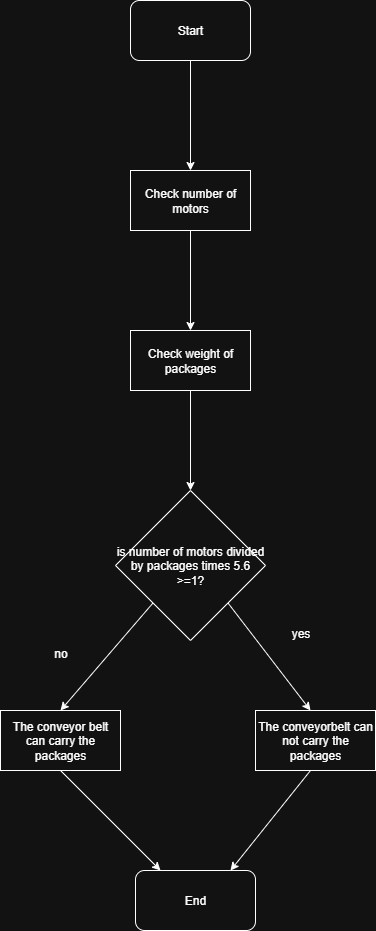 Start
Check number of
motors
Check weight of
packages
is number of motors divided
by packages times 5.6
>=1?
no
yes
The conveyor belt
can carry the
packages
The conveyorbelt can
not carry the
packages
End